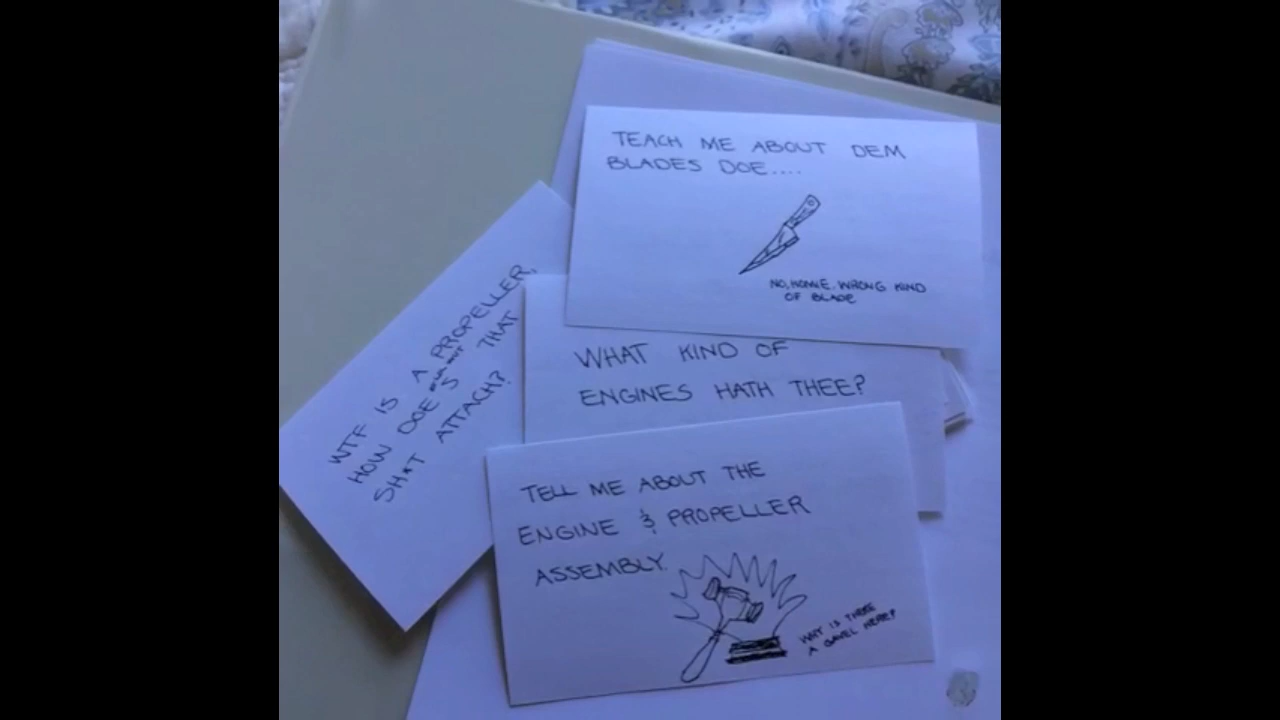 TEACH ME ABOUT DEM
BLADES DOE....
NO, HOMIE. WRONG KIND
OF BLADE
WTF IS A PROPELLER,
HOW DOE'S THAT
SH*T ATTACH?
WHAT KIND OF
ENGINES HATH THEE?
TELL ME ABOUT THE
ENGINE & PROPELLER
ASSEMBLY.
WHY IS THERE
A GAVEL HERE?